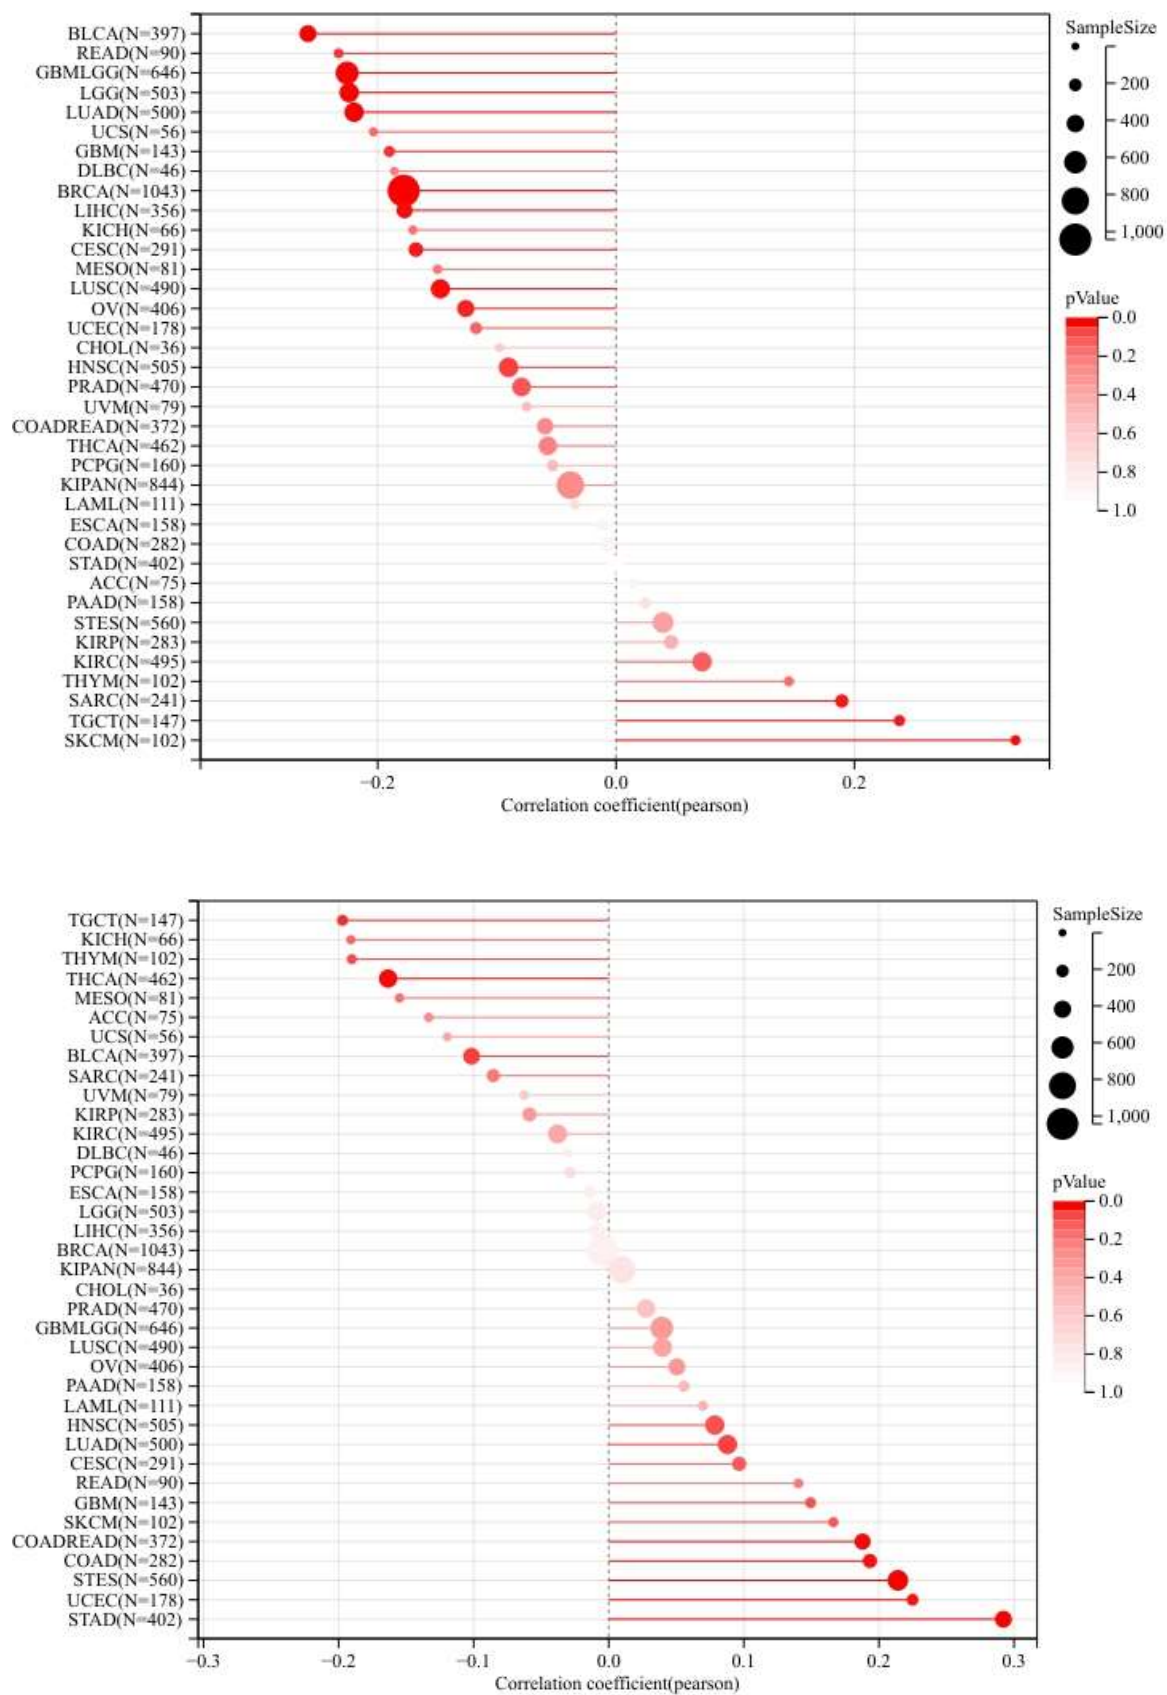 BLCA(N=397)
READ(N=90)
GBMLGG(N=646)
LGG(N=503)
LUAD(N=500)
UCS(N=56)
GBM(N=143)
DLBC(N=46)
BRCA(N=1043)
LIHC(N=356)
KICH(N=66)
CESC(N=291)
MESO(N=81)
LUSC(N=490)
OV(N=406)
UCEC(N=178)
CHOL(N=36)
HNSC(N=505)
PRAD(N=470)
UVM(N=79)
COADREAD(N=372)
THCA(N=462)
PCPG(N=160)
KIPAN(N=844)
LAML(N=111)
ESCA(N=158)
COAD(N=282)
STAD(N=402)
ACC(N=75)
PAAD(N=158)
STES(N=560)
KIRP(N=283)
KIRC(N=495)
THYM(N=102)
SARC(N=241)
TGCT(N=147)
SKCM(N=102)
−0.2 0.0 0.2
Correlation coefficient(pearson)
SampleSize
200
400
600
800
1,000
pValue
0.0
0.2
0.4
0.6
0.8
1.0
TGCT(N=147)
KICH(N=66)
THYM(N=102)
THCA(N=462)
MESO(N=81)
ACC(N=75)
UCS(N=56)
BLCA(N=397)
SARC(N=241)
UVM(N=79)
KIRP(N=283)
KIRC(N=495)
DLBC(N=46)
PCPG(N=160)
ESCA(N=158)
LGG(N=503)
LIHC(N=356)
BRCA(N=1043)
KIPAN(N=844)
CHOL(N=36)
PRAD(N=470)
GBMLGG(N=646)
LUSC(N=490)
OV(N=406)
PAAD(N=158)
LAML(N=111)
HNSC(N=505)
LUAD(N=500)
CESC(N=291)
READ(N=90)
GBM(N=143)
SKCM(N=102)
COADREAD(N=372)
COAD(N=282)
STES(N=560)
UCEC(N=178)
STAD(N=402)
−0.3 −0.2 −0.1 0.0 0.1 0.2 0.3
Correlation coefficient(pearson)
SampleSize
200
400
600
800
1,000
pValue
0.0
0.2
0.4
0.6
0.8
1.0